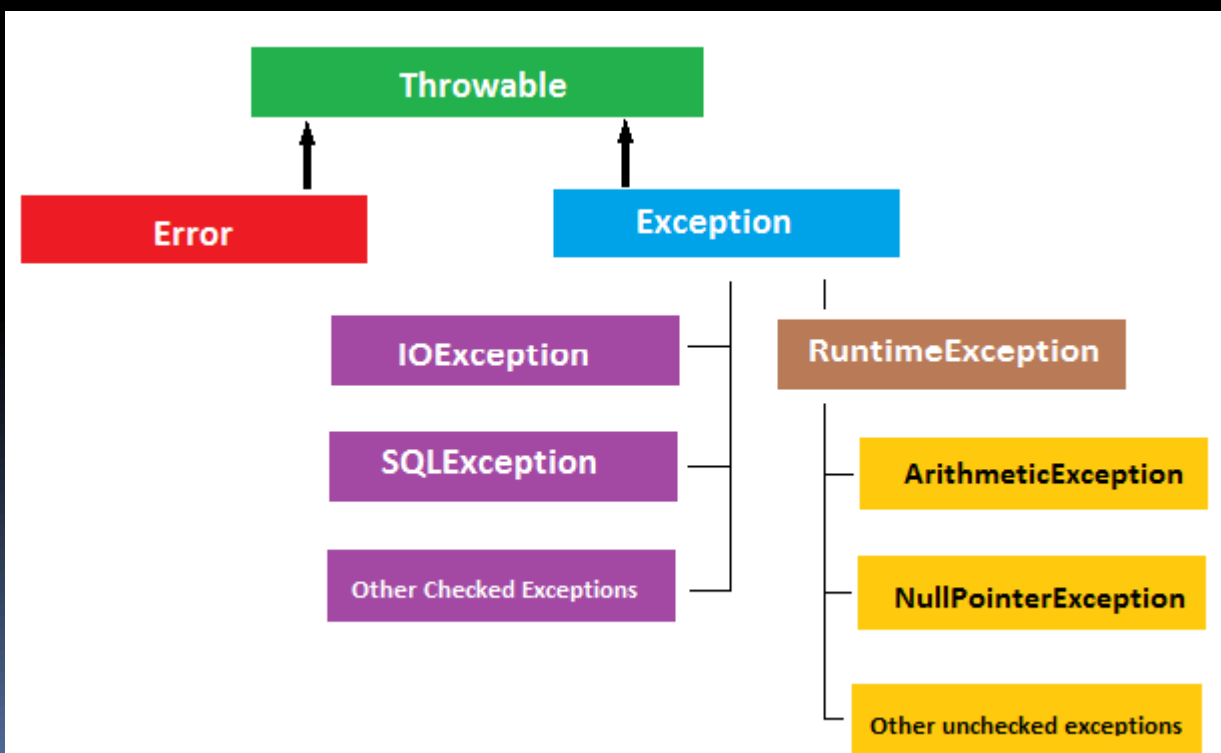 Throwable
Error
Exception
IOException
RuntimeException
SQLException
ArithmeticException
Other Checked Exceptions
NullPointerException
Other unchecked exceptions